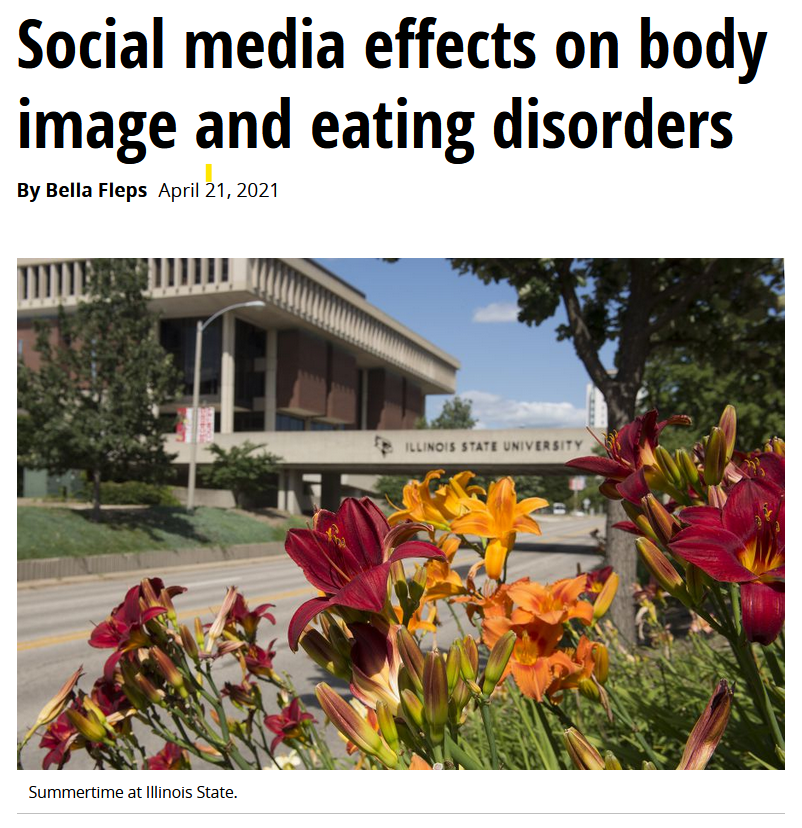 Social media effects on body
image and eating disorders
By Bella Fleps April 21, 2021
ILLINOIS STATE UNIVERSITY
Summertime at Illinois State.